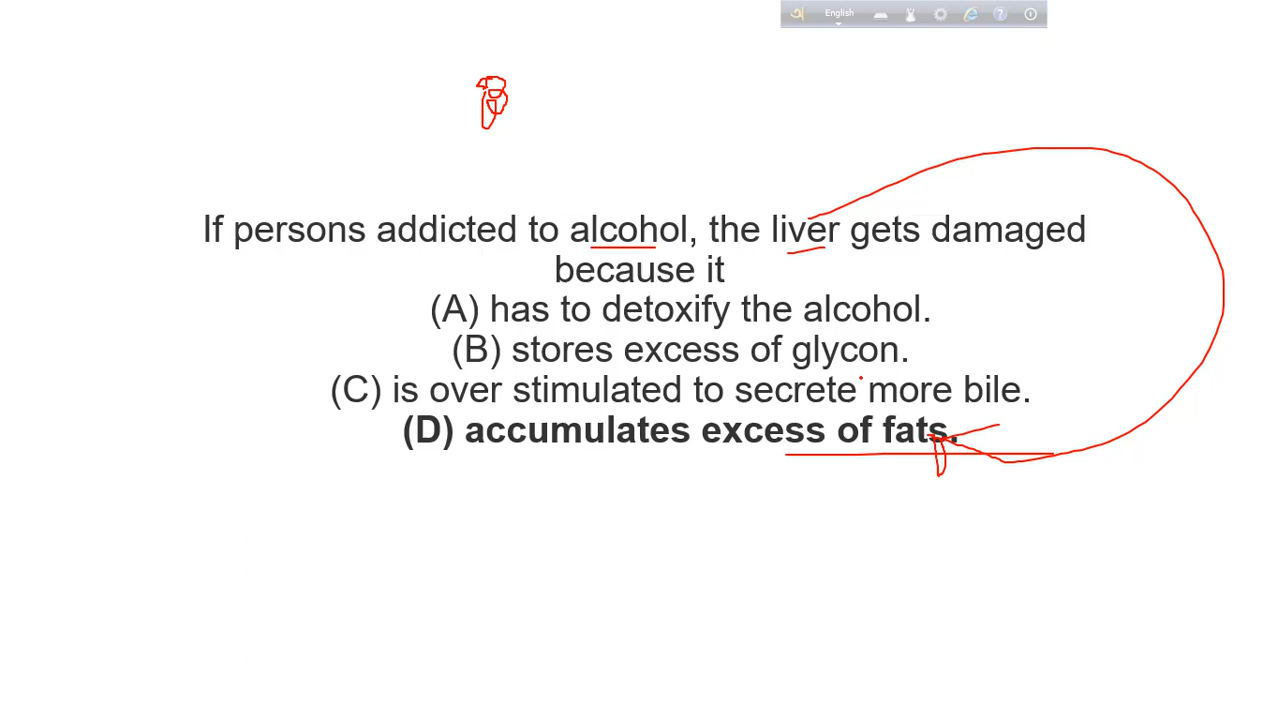 অ English
If persons addicted to alcohol, the liver gets damaged
because it
(A) has to detoxify the alcohol.
(B) stores excess of glycon.
(C) is over stimulated to secrete more bile.
(D) accumulates excess of fats.